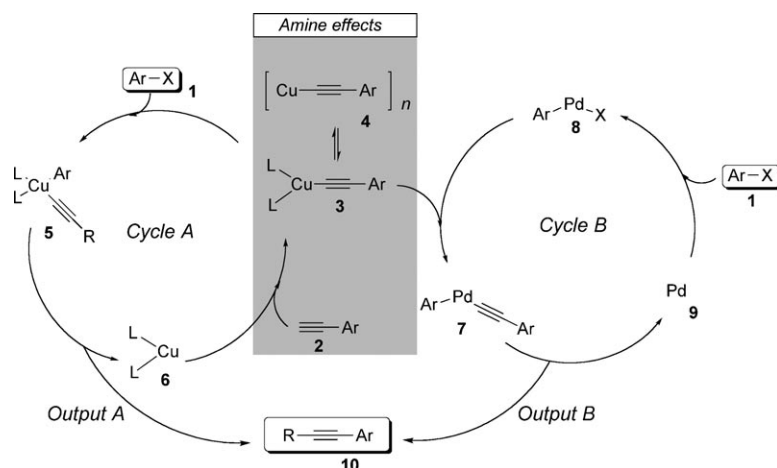 Amine effects
Ar–X 1
[Cu≡Ar]n
4
Ar Pd X
8
L
L
Cu≡Ar
3
L
L
Cu
Ar
R
5
Cycle A
Cycle B
Ar–X
1
Pd
9
Ar Pd
Ar
7
≡Ar
2
L
L
Cu
6
Output A
Output B
R≡Ar
10